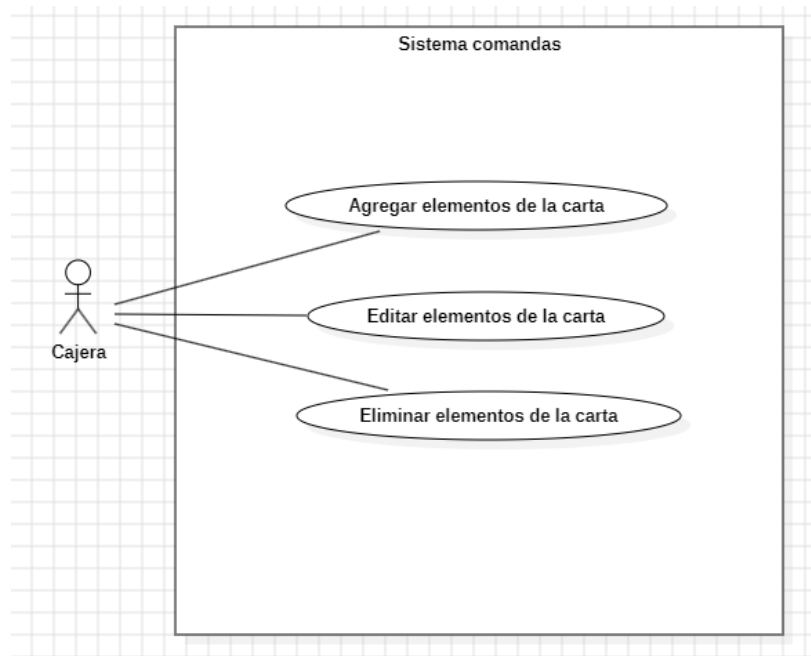 Sistema comandas
Agregar elementos de la carta
Editar elementos de la carta
Cajera
Eliminar elementos de la carta